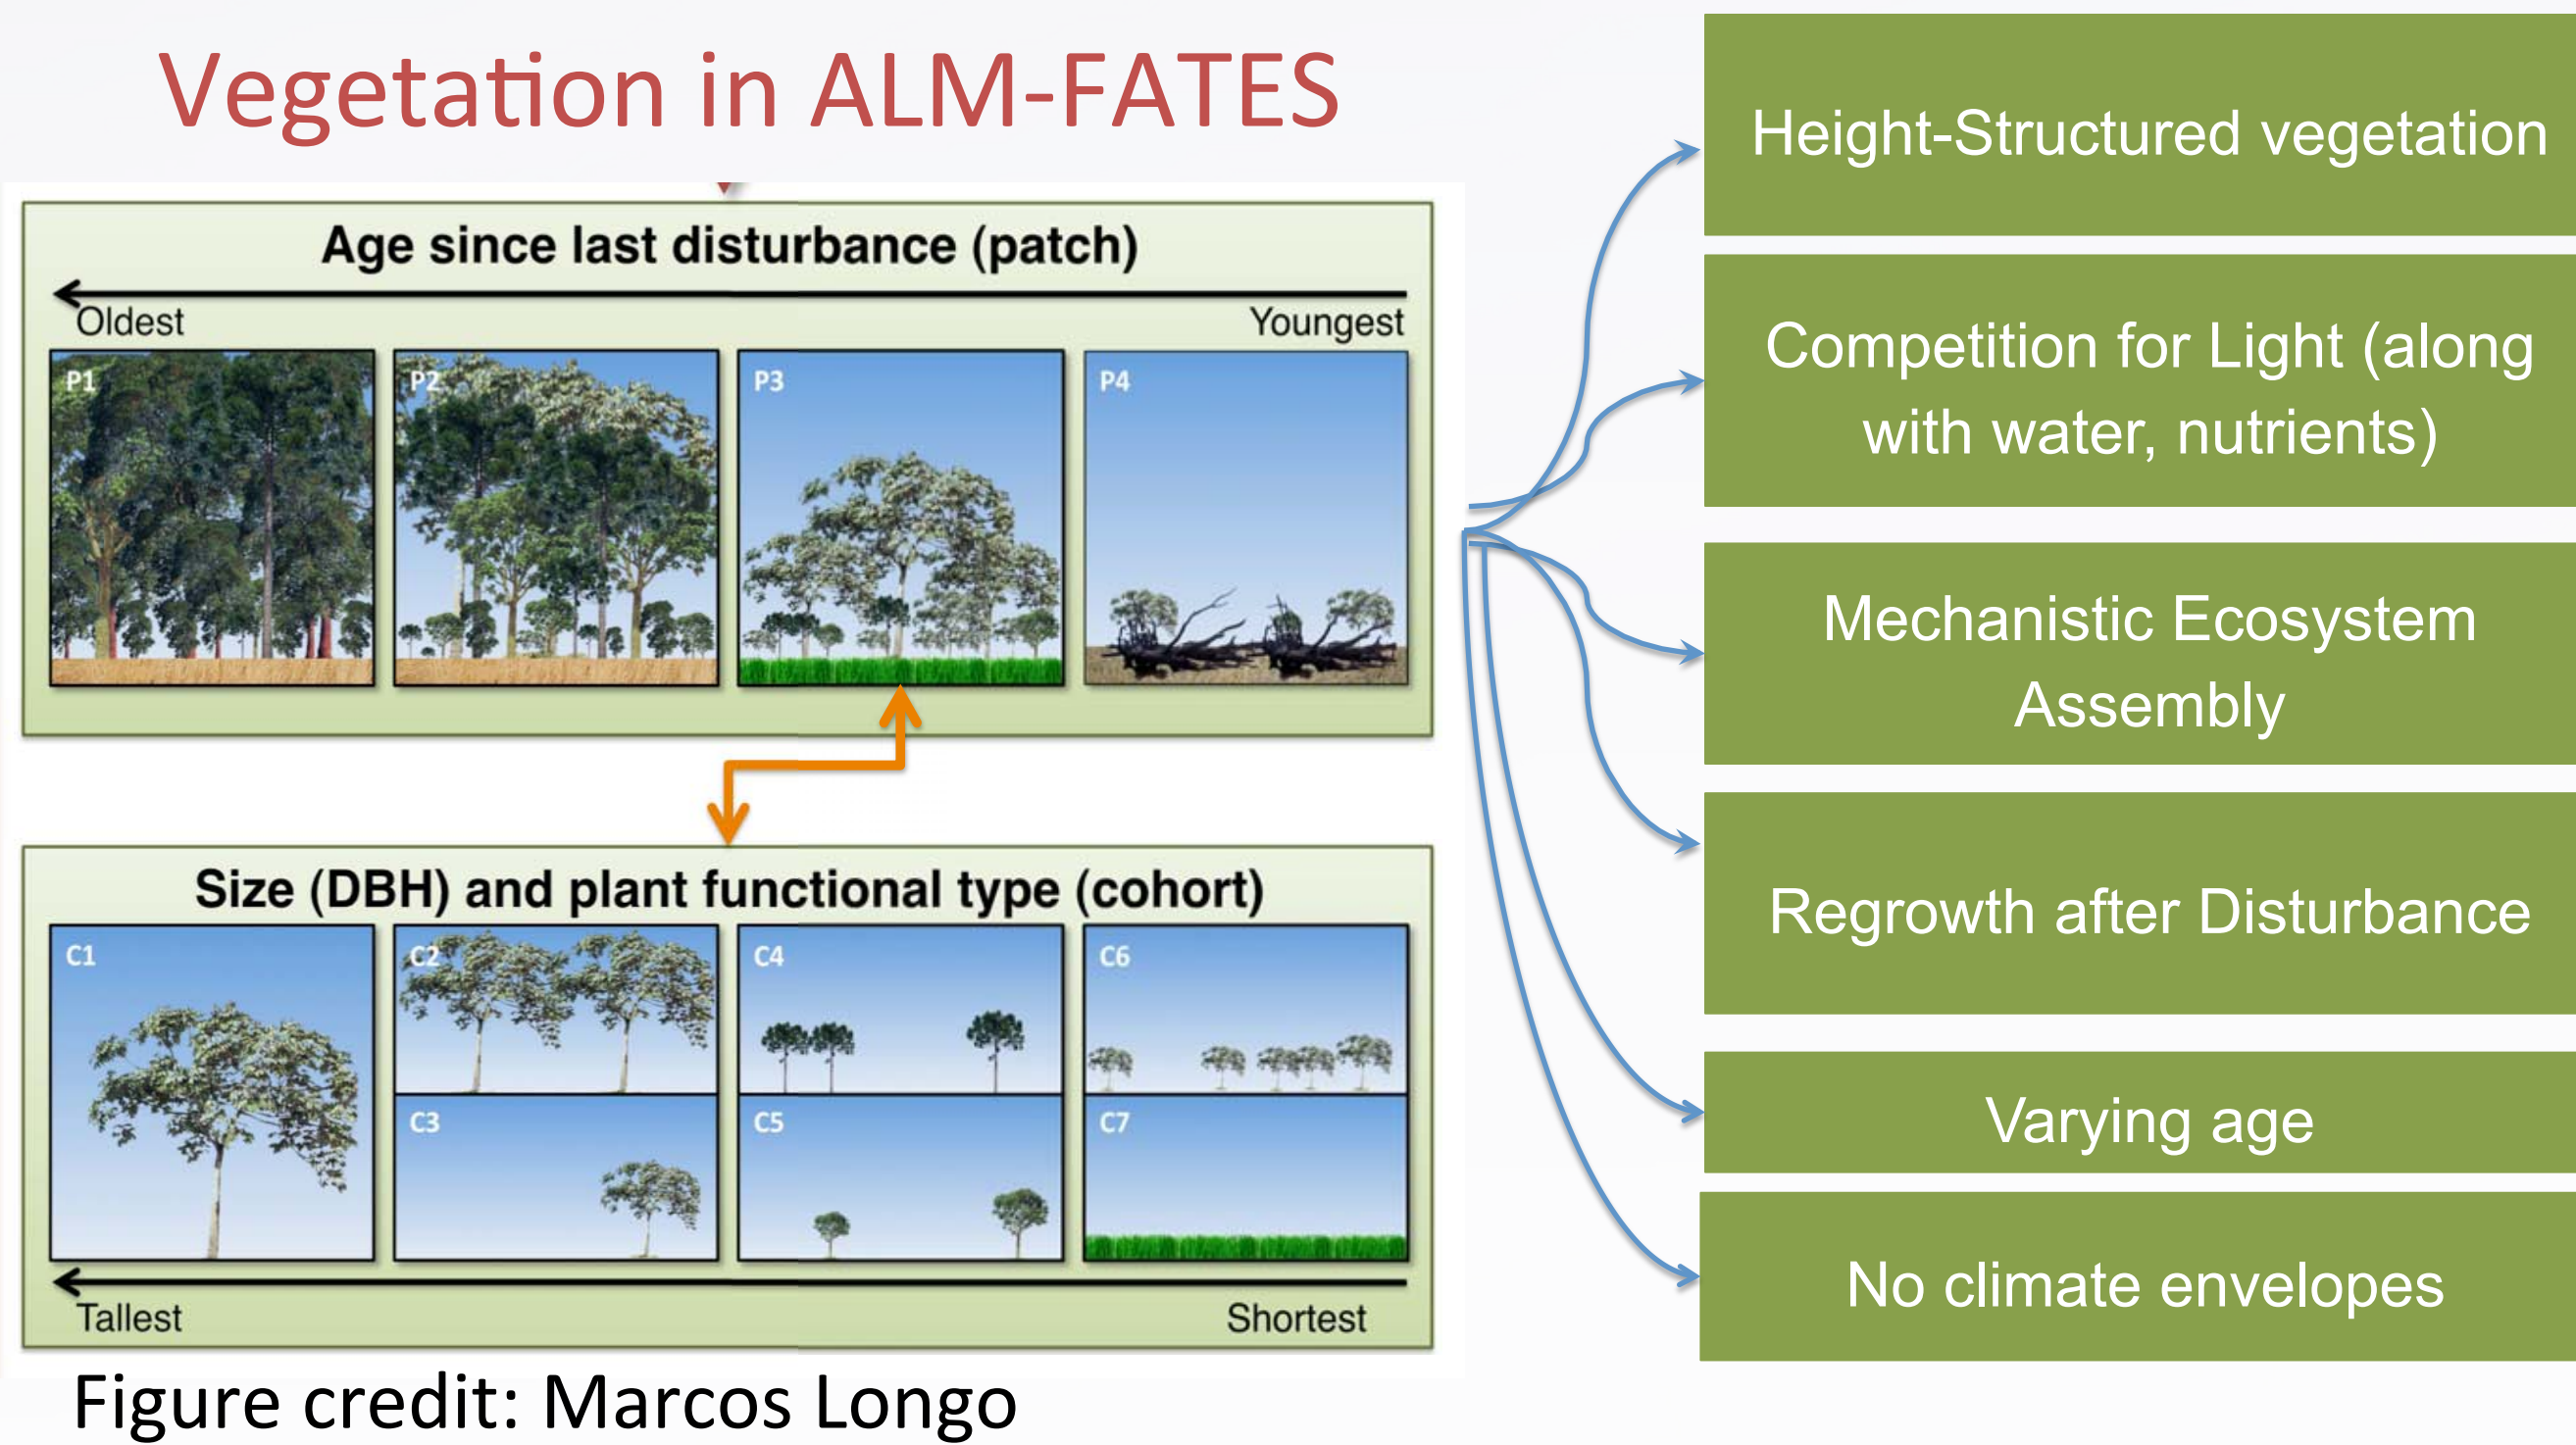 Vegetation in ALM-FATES
Age since last disturbance (patch)
Oldest
Youngest
P1
P2
P3
P4
Size (DBH) and plant functional type (cohort)
C1
C2
C4
C6
C3
C5
C7
Tallest
Shortest
Figure credit: Marcos Longo
Height-Structured vegetation
Competition for Light (along
with water, nutrients)
Mechanistic Ecosystem
Assembly
Regrowth after Disturbance
Varying age
No climate envelopes